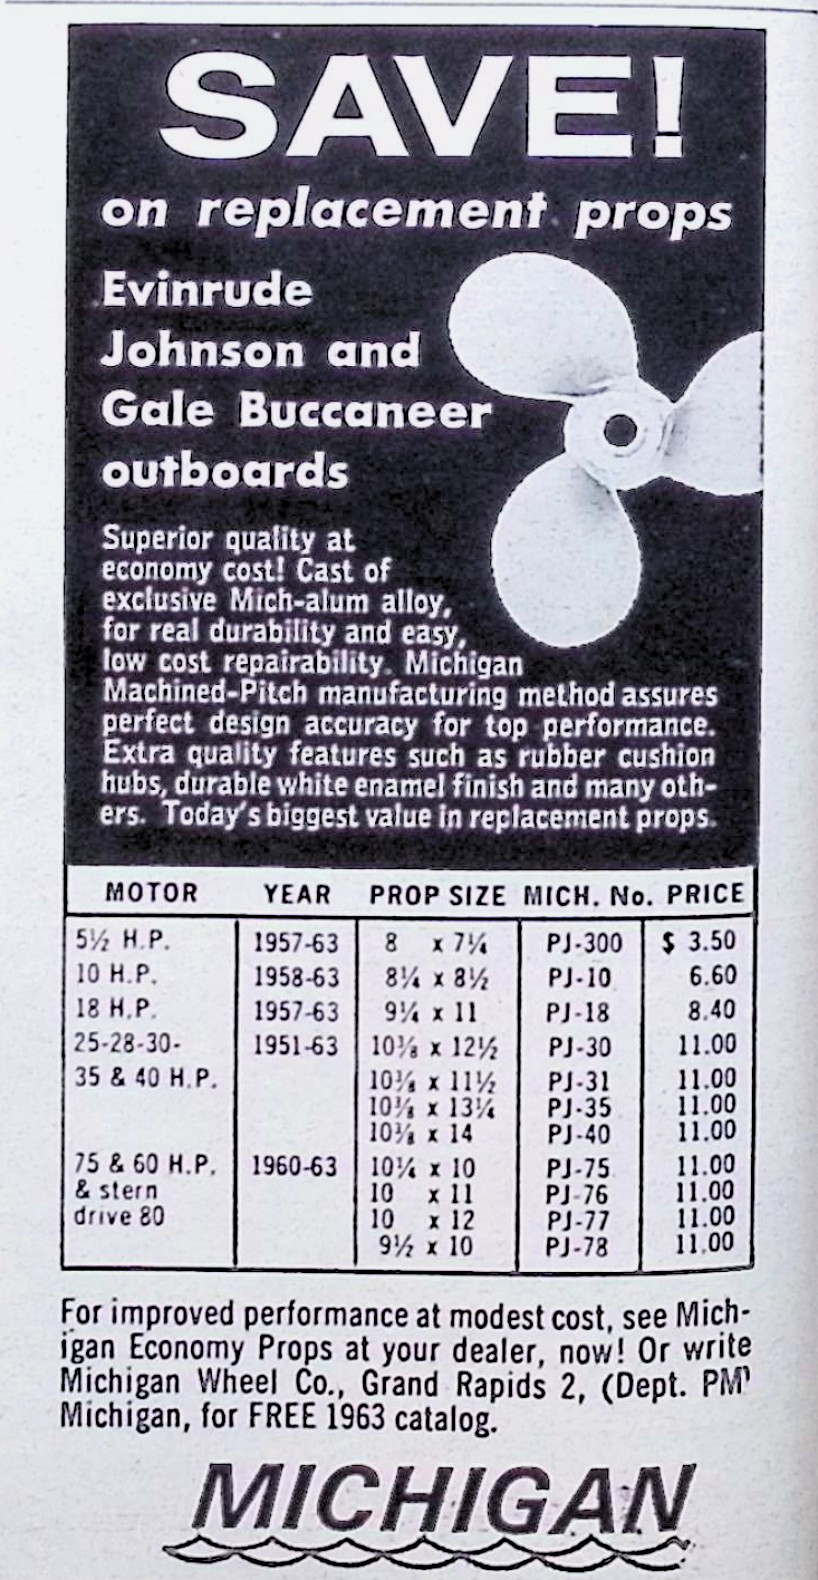 SAVE!
on replacement props
Evinrude
Johnson and
Gale Buccaneer
outboards
Superior quality at
economy cost! Cast of
exclusive Mich-alum alloy,
for real durability and easy,
low cost repairability. Michigan
Machined-Pitch manufacturing method assures
perfect design accuracy for top performance.
Extra quality features such as rubber cushion
hubs, durable white enamel finish and many oth-
ers. Today's biggest value in replacement props.
MOTOR YEAR PROP SIZE MICH. No. PRICE
5½ H.P. 1957-63 8 x 7¼ PJ-300 $ 3.50
10 H.P. 1958-63 8¼ x 8½ PJ-10 6.60
18 H.P. 1957-63 9¼ x 11 PJ-18 8.40
25-28-30- 1951-63 10⅜ x 12½ PJ-30 11.00
35 & 40 H.P. 10⅜ x 11½ PJ-31 11.00
10⅜ x 13¼ PJ-35 11.00
10⅜ x 14 PJ-40 11.00
75 & 60 H.P. 1960-63 10¼ x 10 PJ-75 11.00
& stern 10 x 11 PJ-76 11.00
drive 80 10 x 12 PJ-77 11.00
9½ x 10 PJ-78 11.00
For improved performance at modest cost, see Mich-
igan Economy Props at your dealer, now! Or write
Michigan Wheel Co., Grand Rapids 2, (Dept. PM)
Michigan, for FREE 1963 catalog.
MICHIGAN